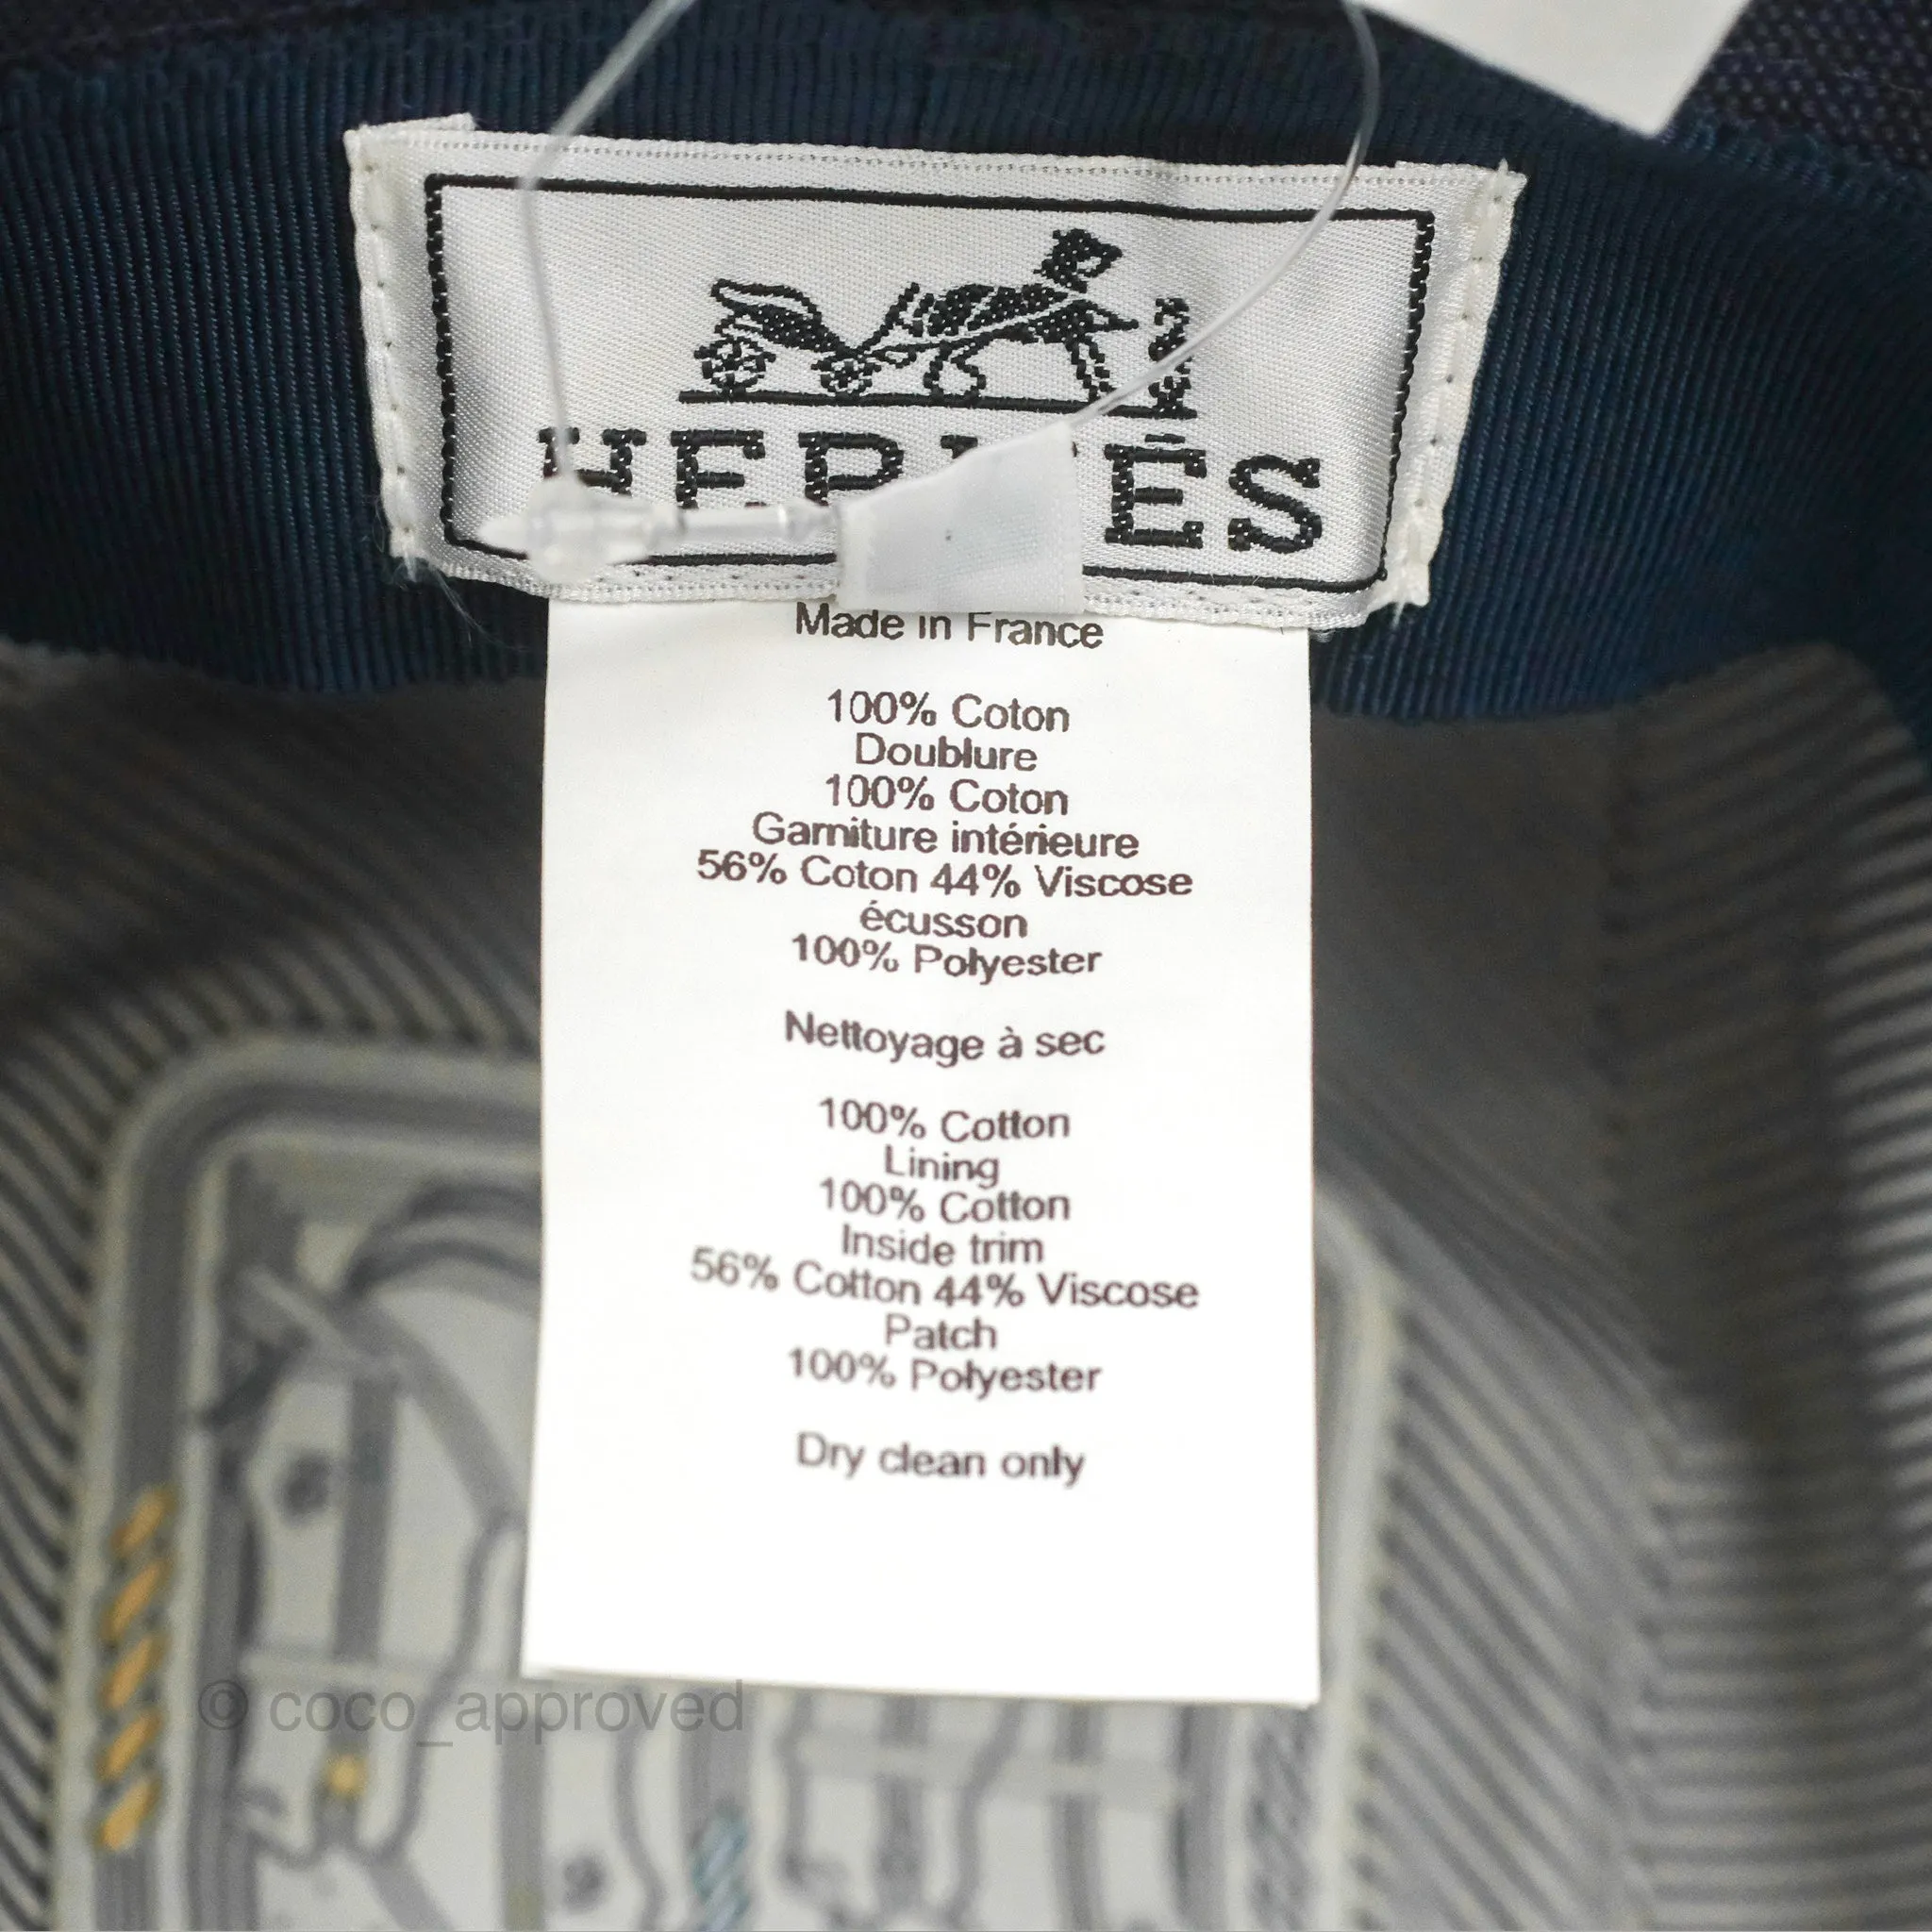 HERMÈS
Made in France
100% Coton
Doublure
100% Coton
Garniture intérieure
56% Coton 44% Viscose
écusson
100% Polyester
Nettoyage à sec
100% Cotton
Lining
100% Cotton
Inside trim
56% Cotton 44% Viscose
Patch
100% Polyester
Dry clean only
© coco_approved